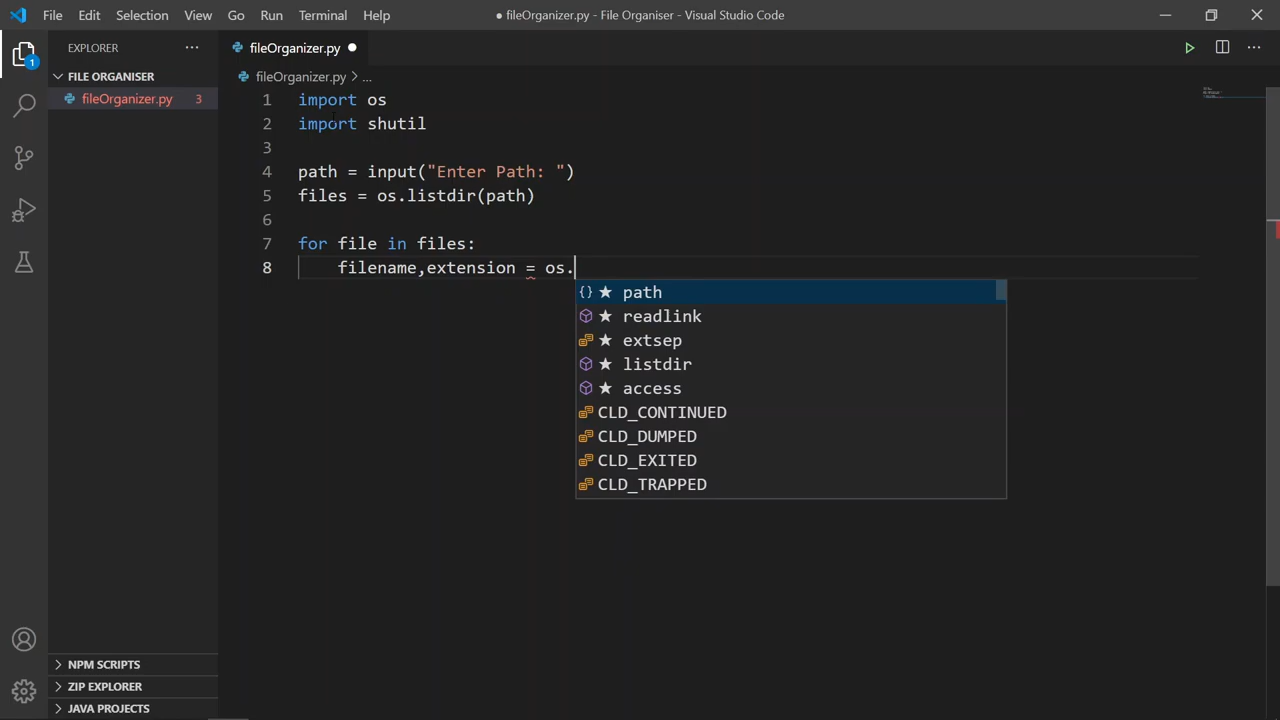 File Edit Selection View Go Run Terminal Help ● fileOrganizer.py - File Organiser - Visual Studio Code
EXPLORER
FILE ORGANISER
fileOrganizer.py 3
1
NPM SCRIPTS
ZIP EXPLORER
JAVA PROJECTS
fileOrganizer.py ●
fileOrganizer.py > ...
1 import os
2 import shutil
3
4 path = input("Enter Path: ")
5 files = os.listdir(path)
6
7 for file in files:
8 filename,extension = os.
{} ★ path
★ readlink
★ extsep
★ listdir
★ access
CLD_CONTINUED
CLD_DUMPED
CLD_EXITED
CLD_TRAPPED